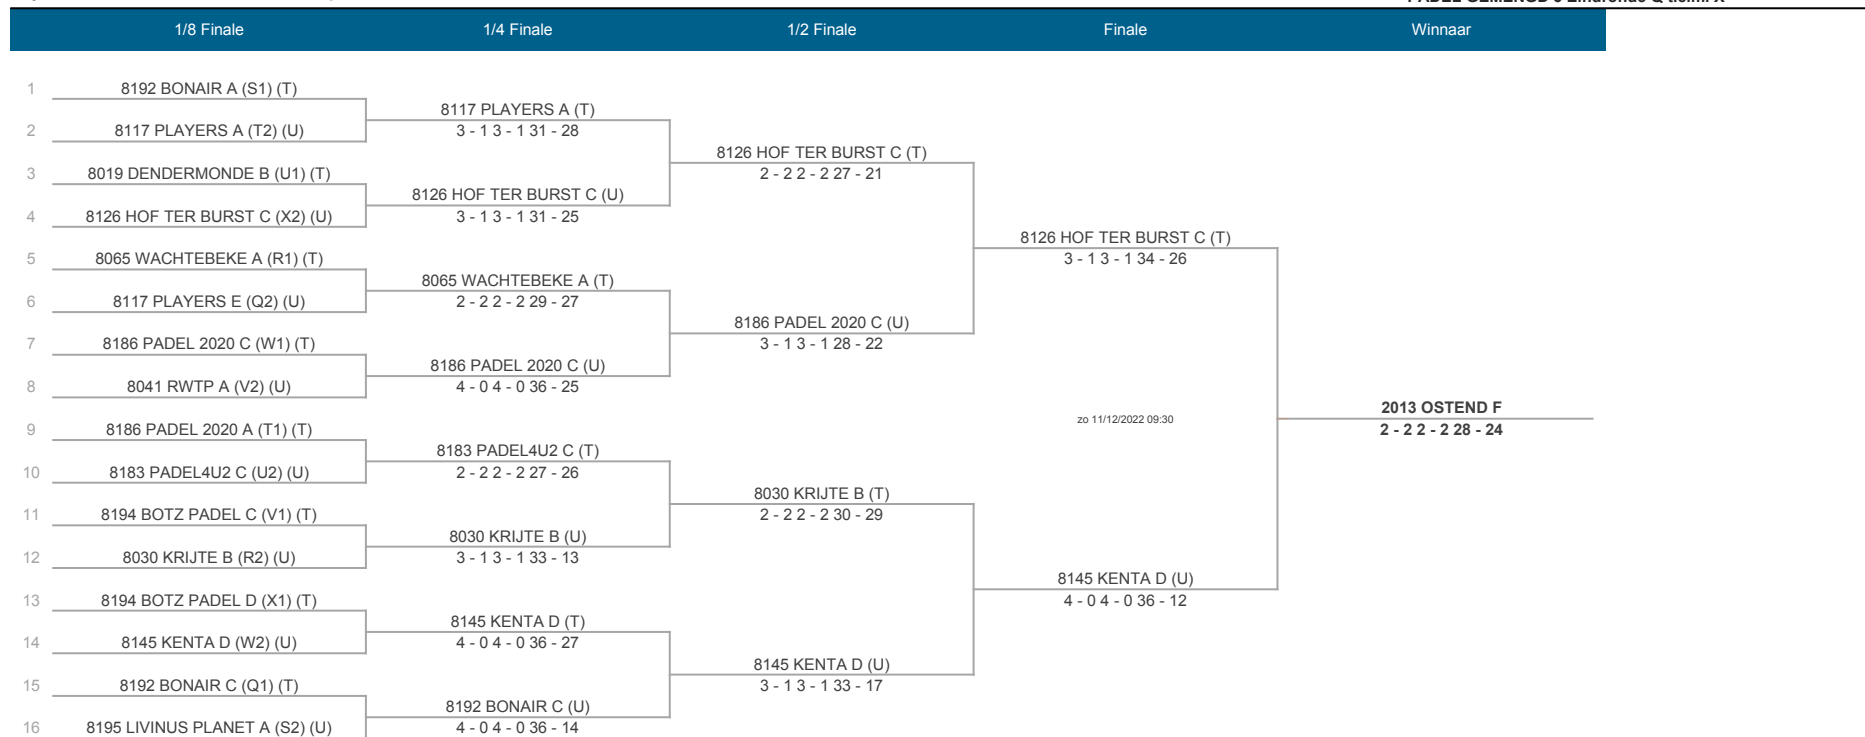 1/8 Finale 1/4 Finale 1/2 Finale Finale Winnaar
1 8192 BONAIR A (S1) (T)
8117 PLAYERS A (T)
3 - 1 3 - 1 31 - 28
2 8117 PLAYERS A (T2) (U)
8126 HOF TER BURST C (T)
2 - 2 2 - 2 27 - 21
3 8019 DENDERMONDE B (U1) (T)
8126 HOF TER BURST C (U)
3 - 1 3 - 1 31 - 25
4 8126 HOF TER BURST C (X2) (U)
8126 HOF TER BURST C (T)
3 - 1 3 - 1 34 - 26
5 8065 WACHTEBEKE A (R1) (T)
8065 WACHTEBEKE A (T)
2 - 2 2 - 2 29 - 27
6 8117 PLAYERS E (Q2) (U)
8186 PADEL 2020 C (U)
3 - 1 3 - 1 28 - 22
7 8186 PADEL 2020 C (W1) (T)
8186 PADEL 2020 C (U)
4 - 0 4 - 0 36 - 25
8 8041 RWTP A (V2) (U)
2013 OSTEND F
zo 11/12/2022 09:30
2 - 2 2 - 2 28 - 24
9 8186 PADEL 2020 A (T1) (T)
8183 PADEL4U2 C (T)
2 - 2 2 - 2 27 - 26
10 8183 PADEL4U2 C (U2) (U)
8030 KRIJTE B (T)
2 - 2 2 - 2 30 - 29
11 8194 BOTZ PADEL C (V1) (T)
8030 KRIJTE B (U)
3 - 1 3 - 1 33 - 13
12 8030 KRIJTE B (R2) (U)
8145 KENTA D (U)
4 - 0 4 - 0 36 - 12
13 8194 BOTZ PADEL D (X1) (T)
8145 KENTA D (T)
4 - 0 4 - 0 36 - 27
14 8145 KENTA D (W2) (U)
8145 KENTA D (U)
3 - 1 3 - 1 33 - 17
15 8192 BONAIR C (Q1) (T)
8192 BONAIR C (U)
4 - 0 4 - 0 36 - 14
16 8195 LIVINUS PLANET A (S2) (U)